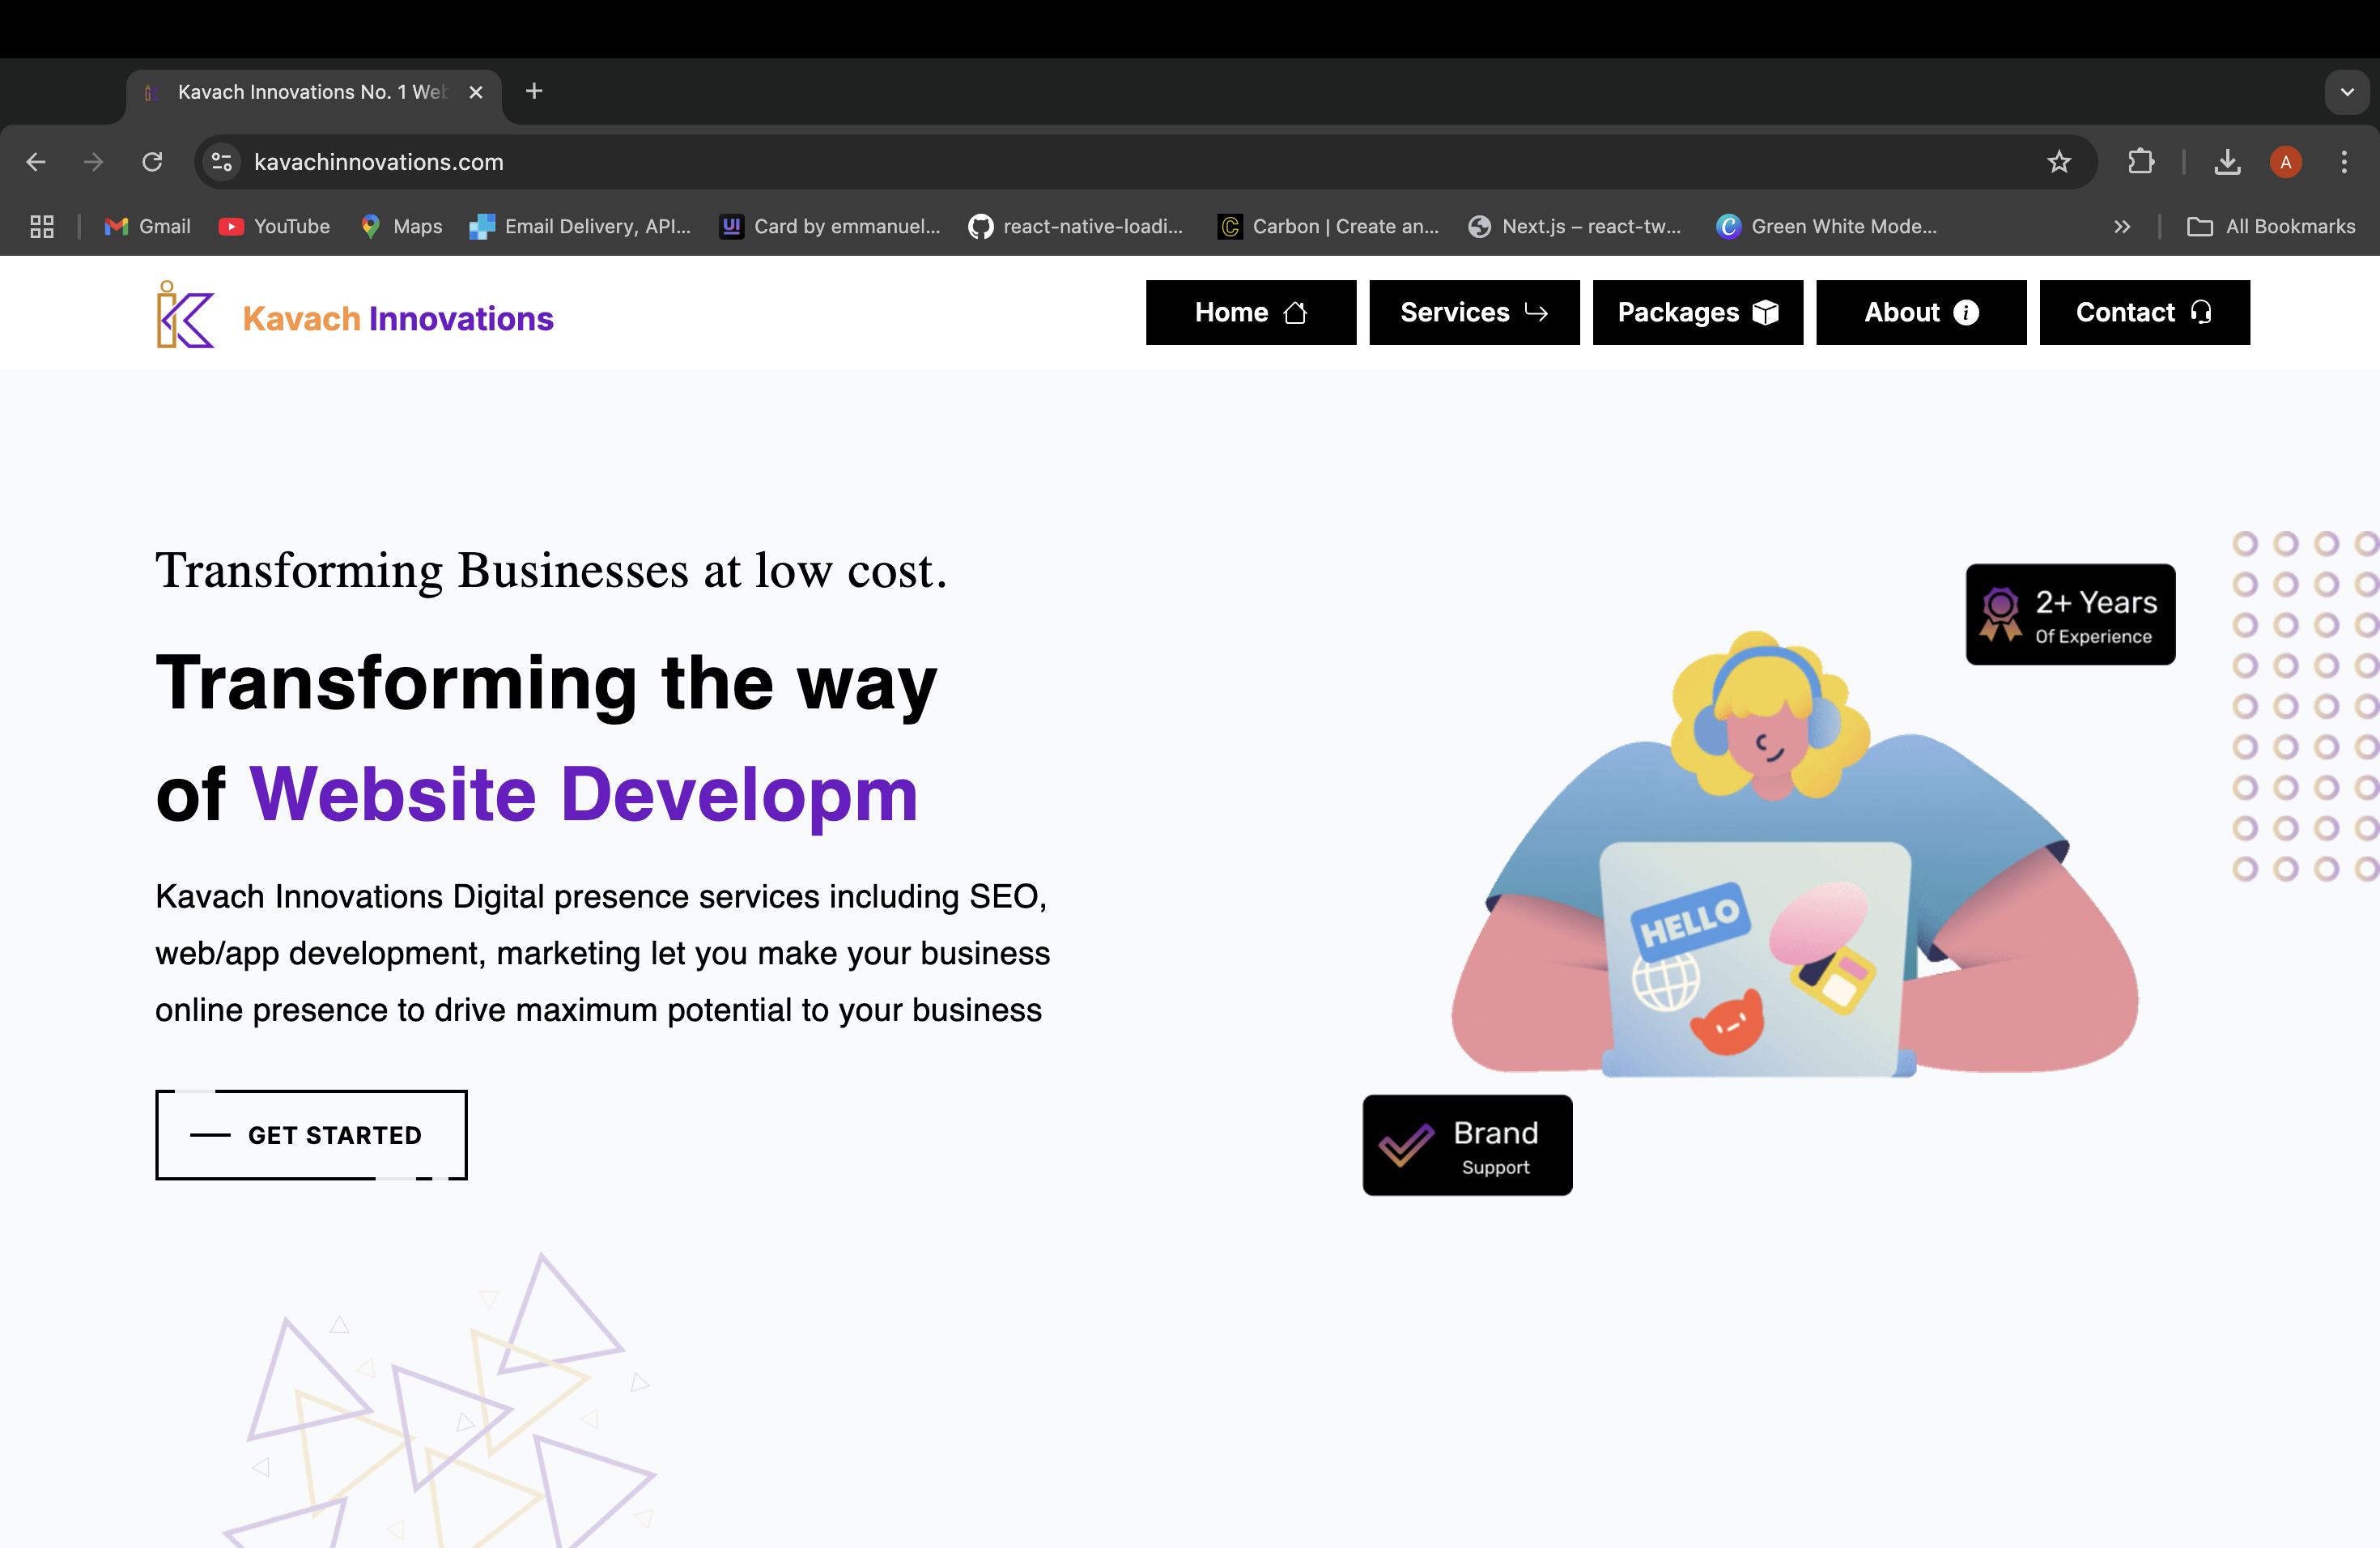 Kavach Innovations No. 1 Web
kavachinnovations.com
A
Gmail
YouTube
Maps
Email Delivery, API...
UI
Card by emmanuel...
react-native-loadi...
C
Carbon | Create an...
Next.js – react-tw...
C
Green White Mode...
All Bookmarks
Kavach Innovations
Home
Services
Packages
About
Contact
Transforming Businesses at low cost.
Transforming the way
of Website Developm
Kavach Innovations Digital presence services including SEO,
web/app development, marketing let you make your business
online presence to drive maximum potential to your business
GET STARTED
2+ Years
Of Experience
HELLO
Brand
Support